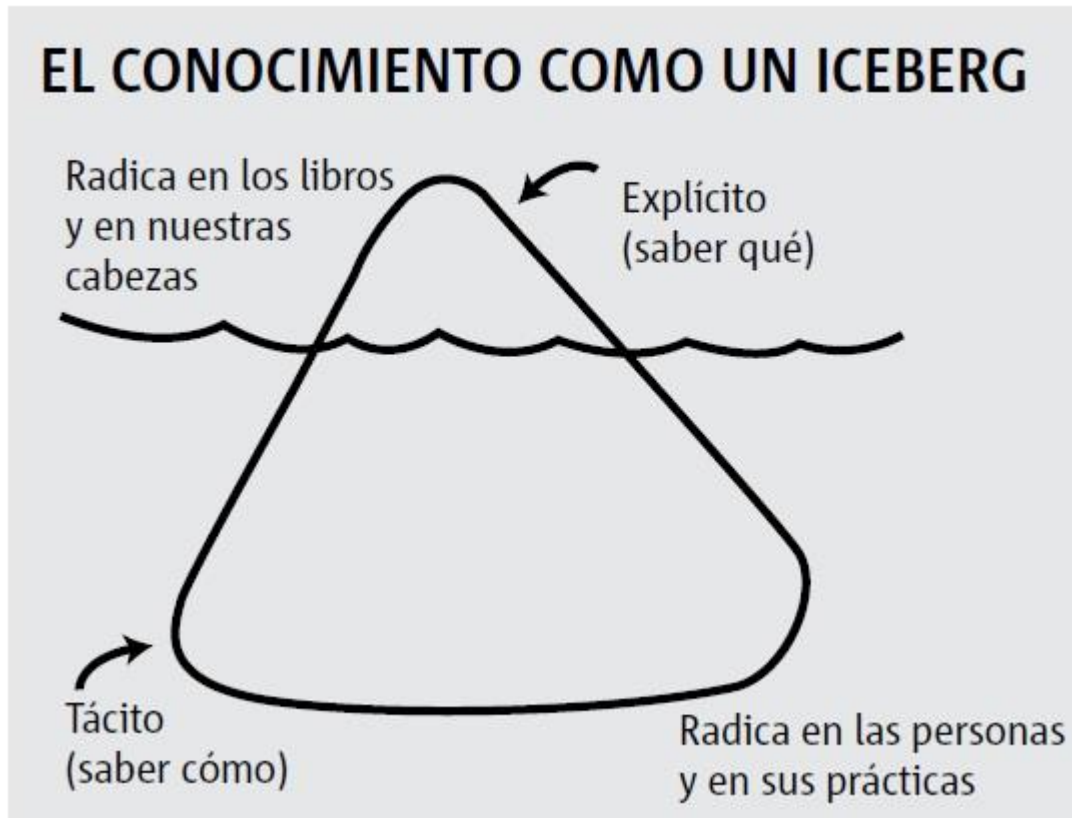 EL CONOCIMIENTO COMO UN ICEBERG
Radica en los libros
y en nuestras
cabezas
Explícito
(saber qué)
Tácito
(saber cómo)
Radica en las personas
y en sus prácticas